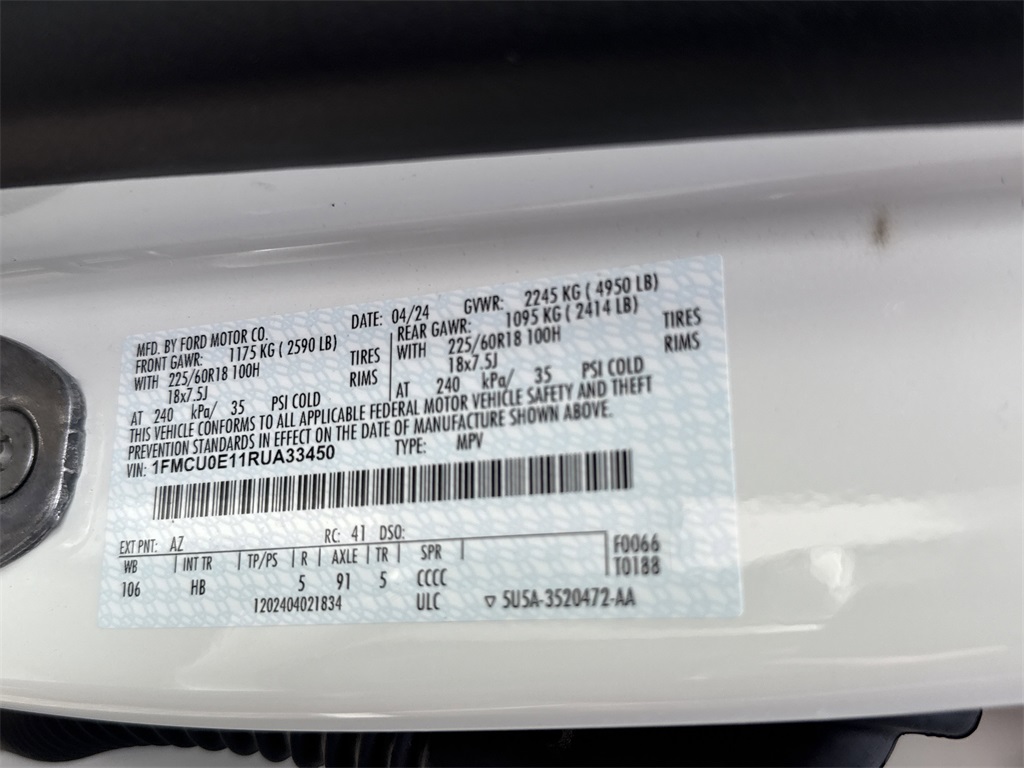 MFD. BY FORD MOTOR CO. DATE: 04/24 GVWR: 2245 KG ( 4950 LB)
FRONT GAWR: 1175 KG ( 2590 LB) REAR GAWR: 1095 KG ( 2414 LB)
WITH 225/60R18 100H TIRES WITH 225/60R18 100H TIRES
18x7.5J RIMS 18x7.5J RIMS
AT 240 kPa/ 35 PSI COLD AT 240 kPa/ 35 PSI COLD
THIS VEHICLE CONFORMS TO ALL APPLICABLE FEDERAL MOTOR VEHICLE SAFETY AND THEFT
PREVENTION STANDARDS IN EFFECT ON THE DATE OF MANUFACTURE SHOWN ABOVE.
VIN: 1FMCU0E11RUA33450 TYPE: MPV
EXT PNT: AZ RC: 41 DSO: F0066
WB INT TR TP/PS R AXLE TR SPR T0188
106 HB 5 91 5 CCCC
1202404021834 ULC ▽ 5U5A-3520472-AA